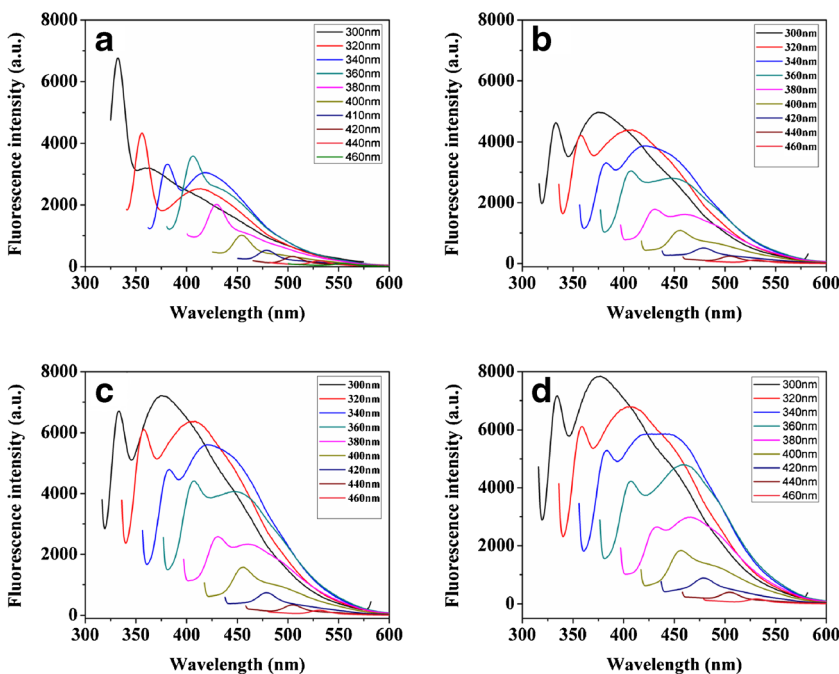 a
8000
6000
4000
2000
0
Fluorescence intensity (a.u.)
300 350 400 450 500 550 600
Wavelength (nm)
300nm
320nm
340nm
360nm
380nm
400nm
410nm
420nm
440nm
460nm
b
8000
6000
4000
2000
0
Fluorescence intensity (a.u.)
300 350 400 450 500 550 600
Wavelength (nm)
300nm
320nm
340nm
360nm
380nm
400nm
420nm
440nm
460nm
c
8000
6000
4000
2000
0
Fluorescence intensity (a.u.)
300 350 400 450 500 550 600
Wavelength (nm)
300nm
320nm
340nm
360nm
380nm
400nm
420nm
440nm
460nm
d
8000
6000
4000
2000
0
Fluorescence intensity (a.u.)
300 350 400 450 500 550 600
Wavelength (nm)
300nm
320nm
340nm
360nm
380nm
400nm
420nm
440nm
460nm